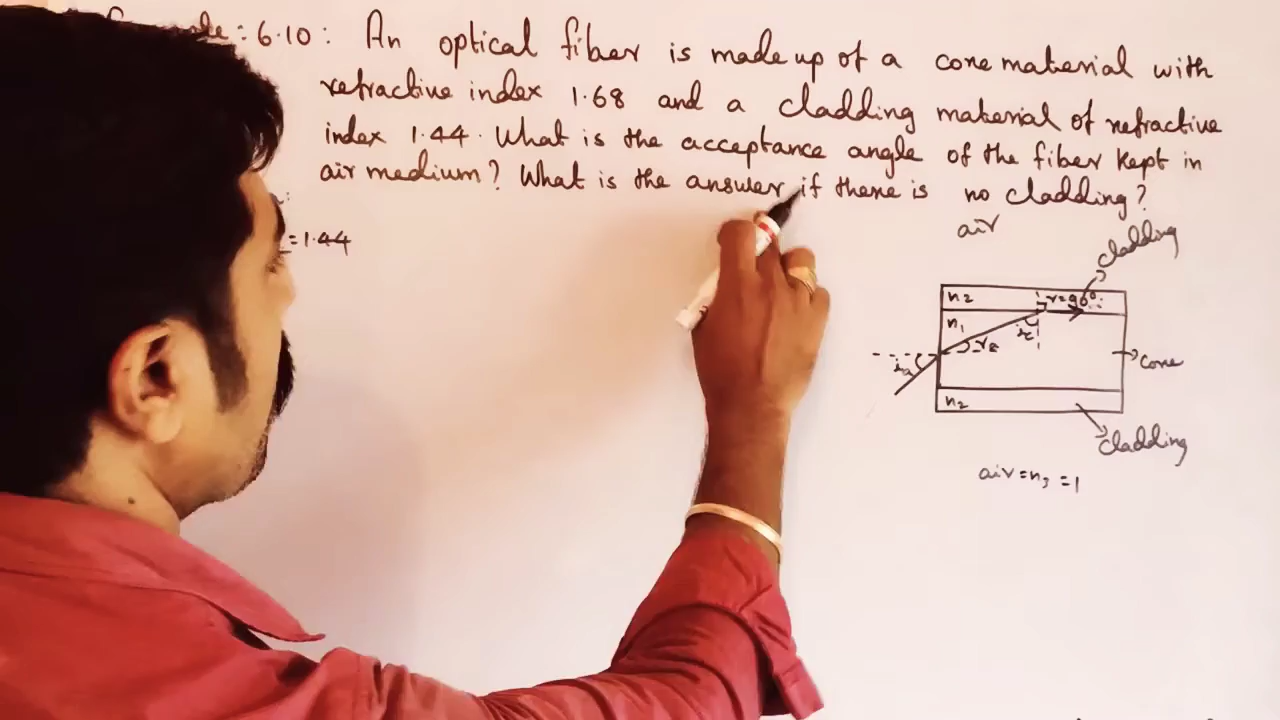 : 6.10 : An optical fiber is made up of a core material with
refractive index 1.68 and a cladding material of refractive
index 1.44. What is the acceptance angle of the fiber kept in
air medium? What is the answer if there is no cladding?
= 1.44
air
cladding
n₂
r=90°
n₁
i_c
r_a
i_a
core
n₂
cladding
air = n₃ = 1